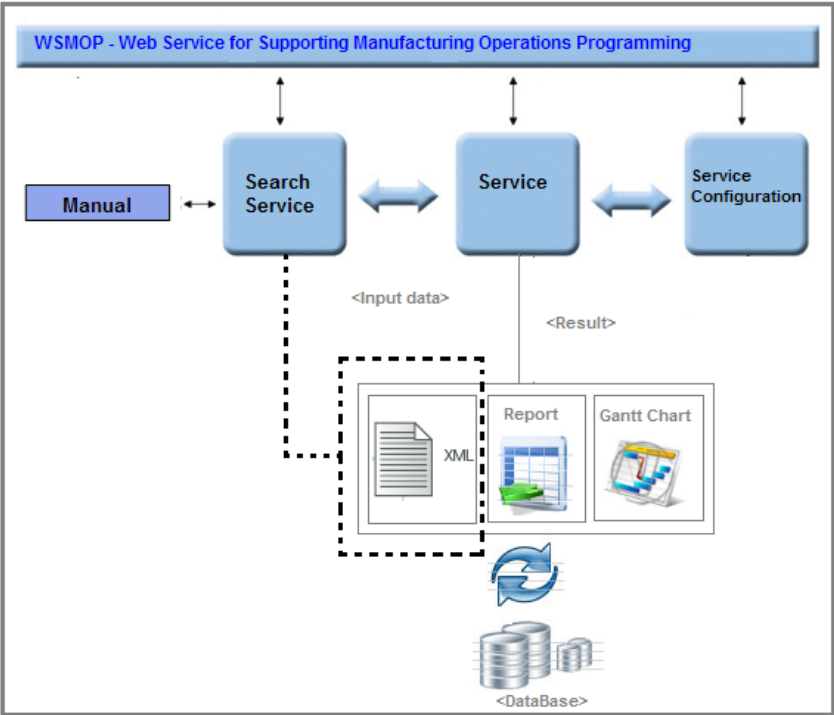 WSMOP - Web Service for Supporting Manufacturing Operations Programming
Manual
Search
Service
Service
Service
Configuration
<Input data>
<Result>
XML
Report
Gantt Chart
<DataBase>